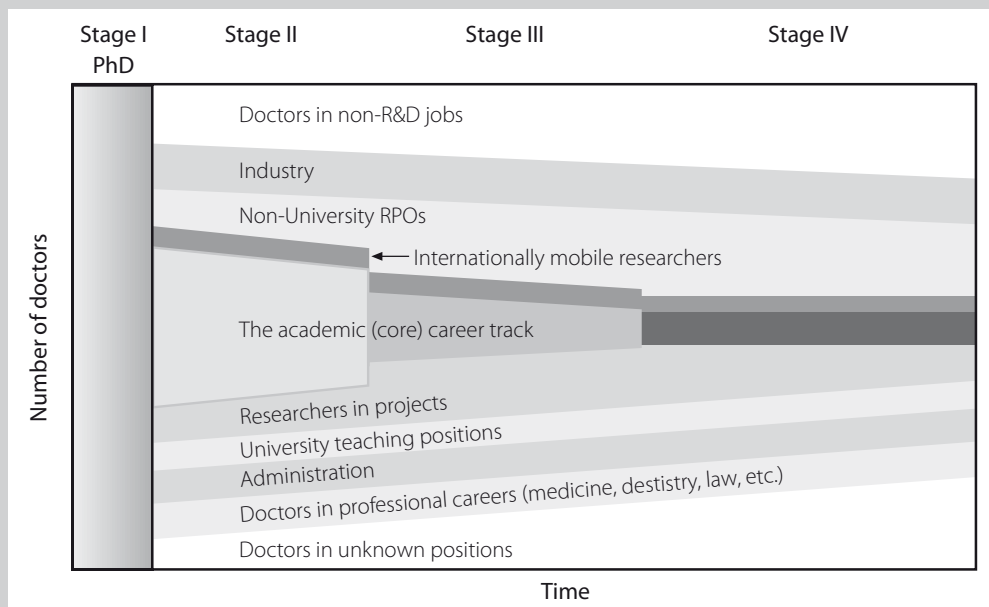 Stage I
PhD
Stage II
Stage III
Stage IV
Number of doctors
Doctors in non-R&D jobs
Industry
Non-University RPOs
Internationally mobile researchers
The academic (core) career track
Researchers in projects
University teaching positions
Administration
Doctors in professional careers (medicine, destistry, law, etc.)
Doctors in unknown positions
Time